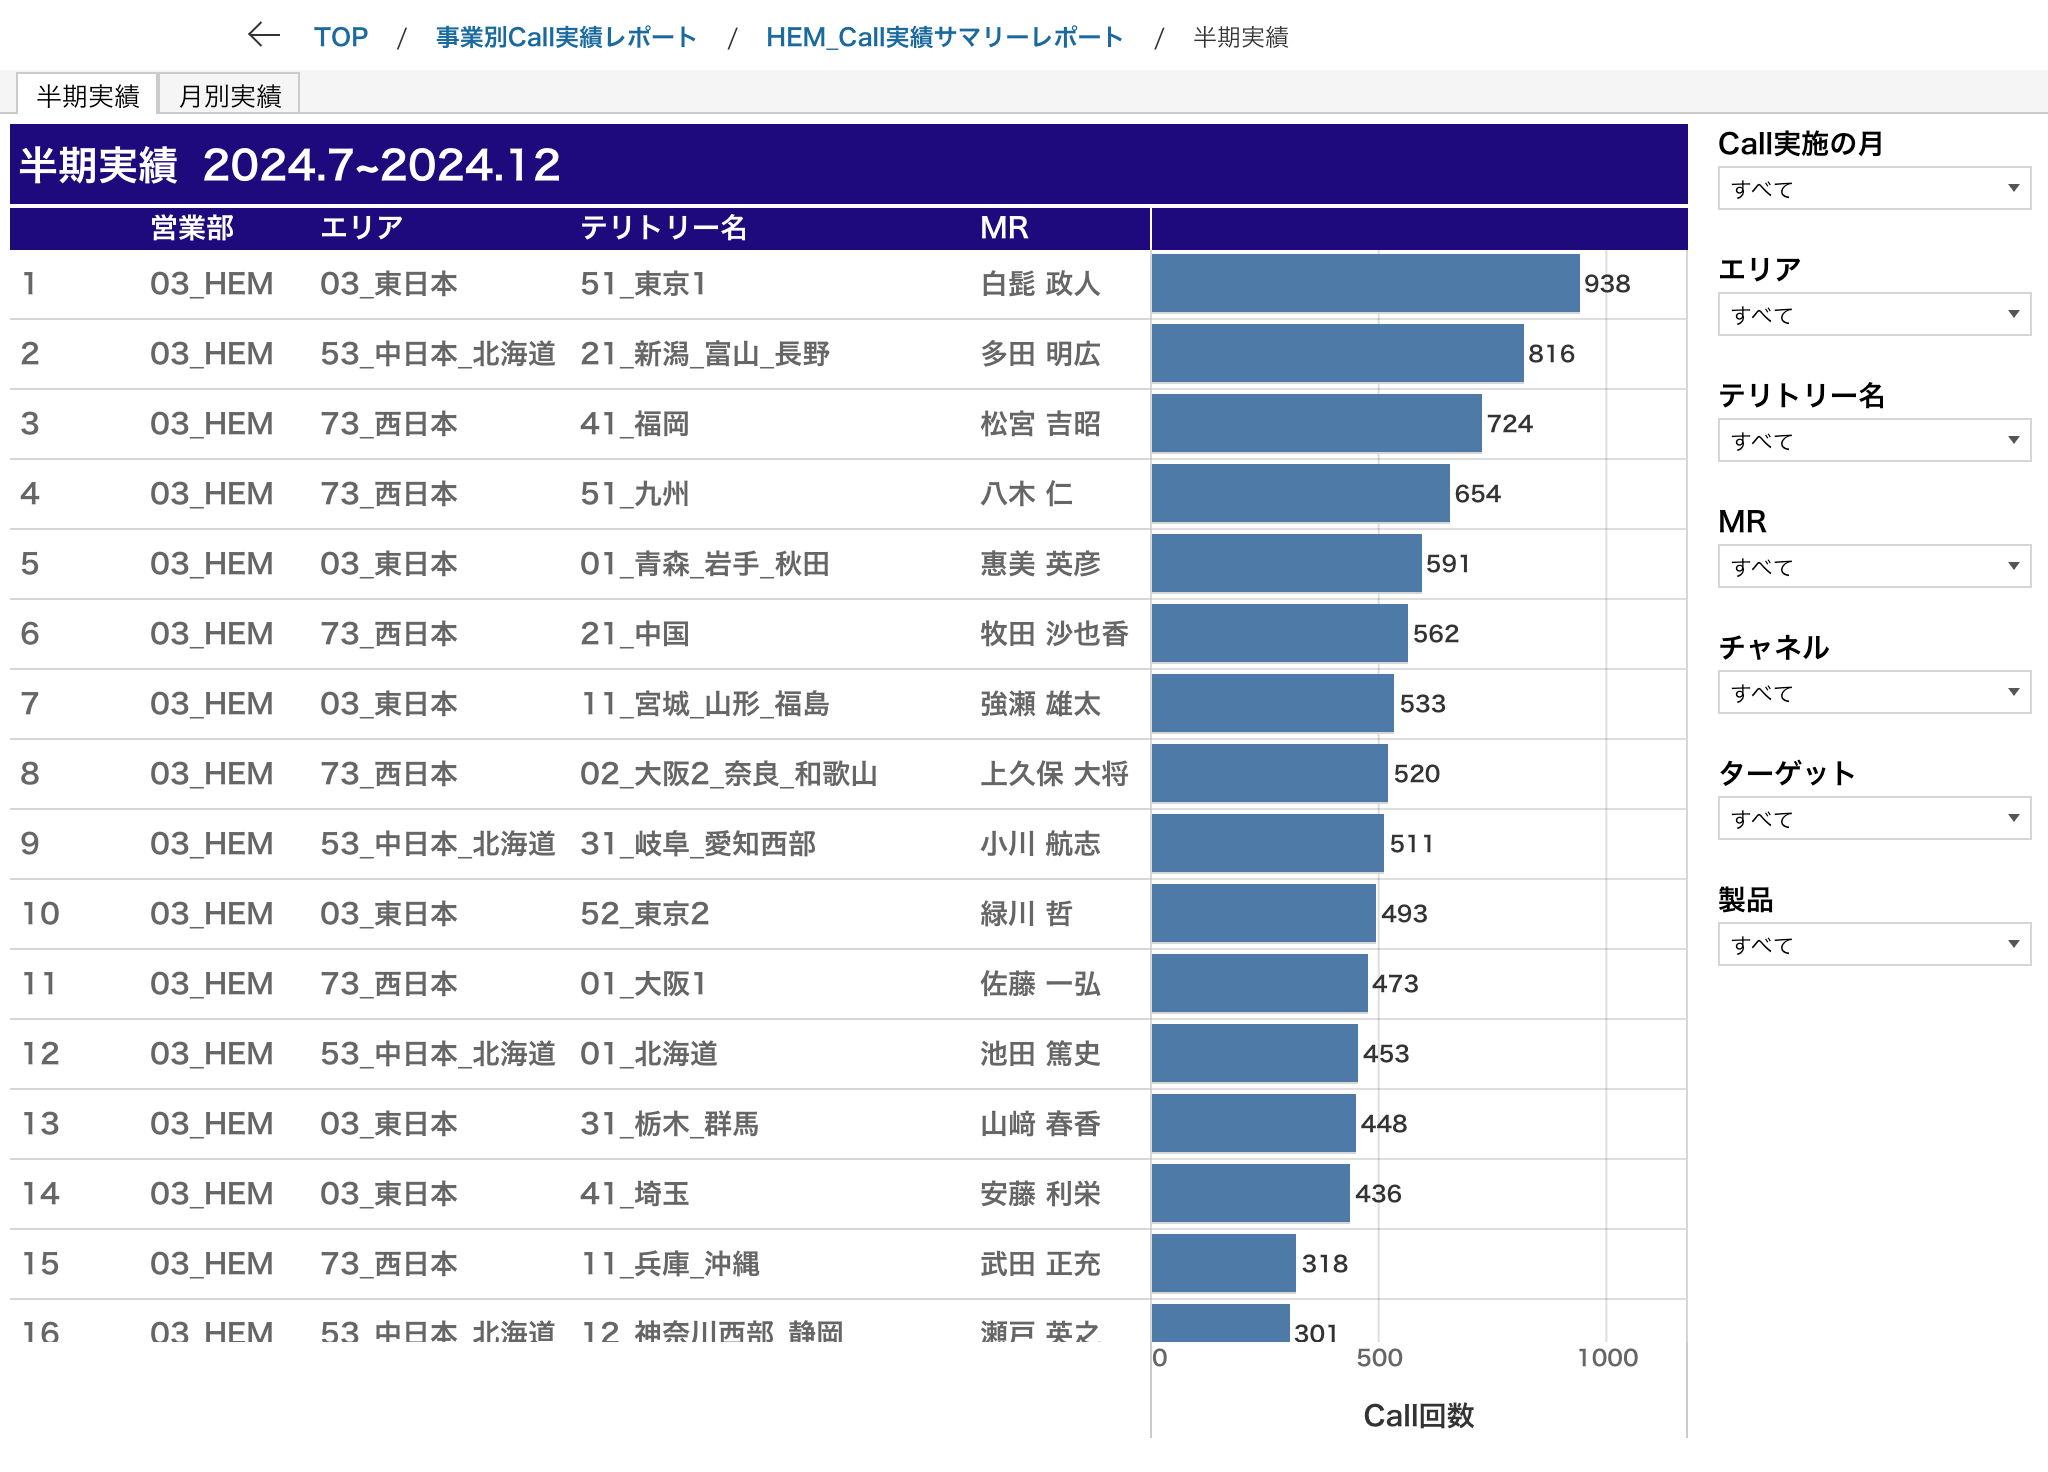 ← TOP / 事業別Call実績レポート / HEM_Call実績サマリーレポート / 半期実績
半期実績 月別実績
半期実績 2024.7~2024.12
営業部 エリア テリトリー名 MR
1 03_HEM 03_東日本 51_東京1 白髭 政人 938
2 03_HEM 53_中日本_北海道 21_新潟_富山_長野 多田 明広 816
3 03_HEM 73_西日本 41_福岡 松宮 吉昭 724
4 03_HEM 73_西日本 51_九州 八木 仁 654
5 03_HEM 03_東日本 01_青森_岩手_秋田 惠美 英彦 591
6 03_HEM 73_西日本 21_中国 牧田 沙也香 562
7 03_HEM 03_東日本 11_宮城_山形_福島 強瀬 雄太 533
8 03_HEM 73_西日本 02_大阪2_奈良_和歌山 上久保 大将 520
9 03_HEM 53_中日本_北海道 31_岐阜_愛知西部 小川 航志 511
10 03_HEM 03_東日本 52_東京2 緑川 哲 493
11 03_HEM 73_西日本 01_大阪1 佐藤 一弘 473
12 03_HEM 53_中日本_北海道 01_北海道 池田 篤史 453
13 03_HEM 03_東日本 31_栃木_群馬 山﨑 春香 448
14 03_HEM 03_東日本 41_埼玉 安藤 利栄 436
15 03_HEM 73_西日本 11_兵庫_沖縄 武田 正充 318
16 03_HEM 53_中日本_北海道 12_神奈川西部_静岡 瀬戸 英之 301
0 500 1000
Call回数
Call実施の月
すべて
エリア
すべて
テリトリー名
すべて
MR
すべて
チャネル
すべて
ターゲット
すべて
製品
すべて